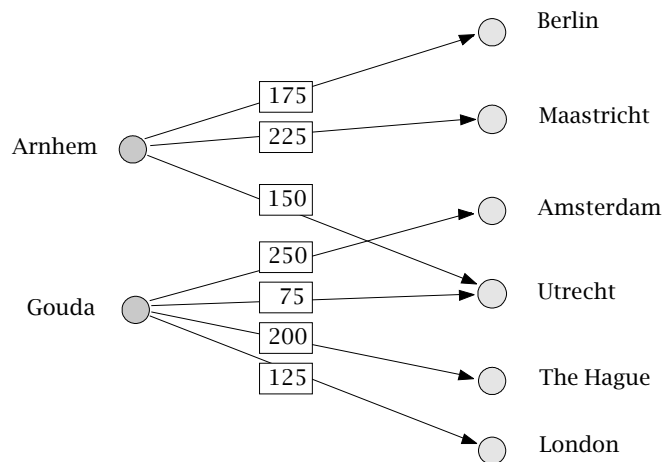 Berlin
175
Maastricht
225
Arnhem
150
Amsterdam
250
Utrecht
75
Gouda
200
The Hague
125
London